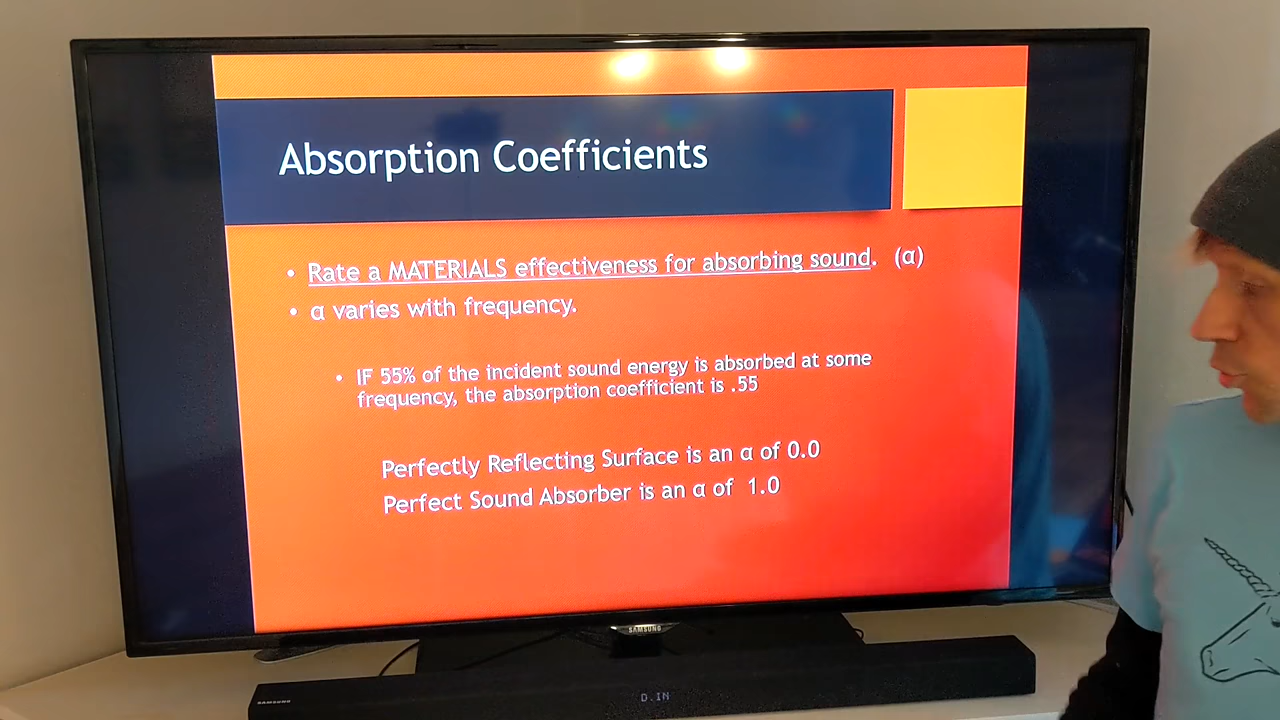 Absorption Coefficients
• Rate a MATERIALS effectiveness for absorbing sound. (α)
• α varies with frequency.
• IF 55% of the incident sound energy is absorbed at some
frequency, the absorption coefficient is .55
Perfectly Reflecting Surface is an α of 0.0
Perfect Sound Absorber is an α of 1.0
SAMSUNG
SAMSUNG
D.IN